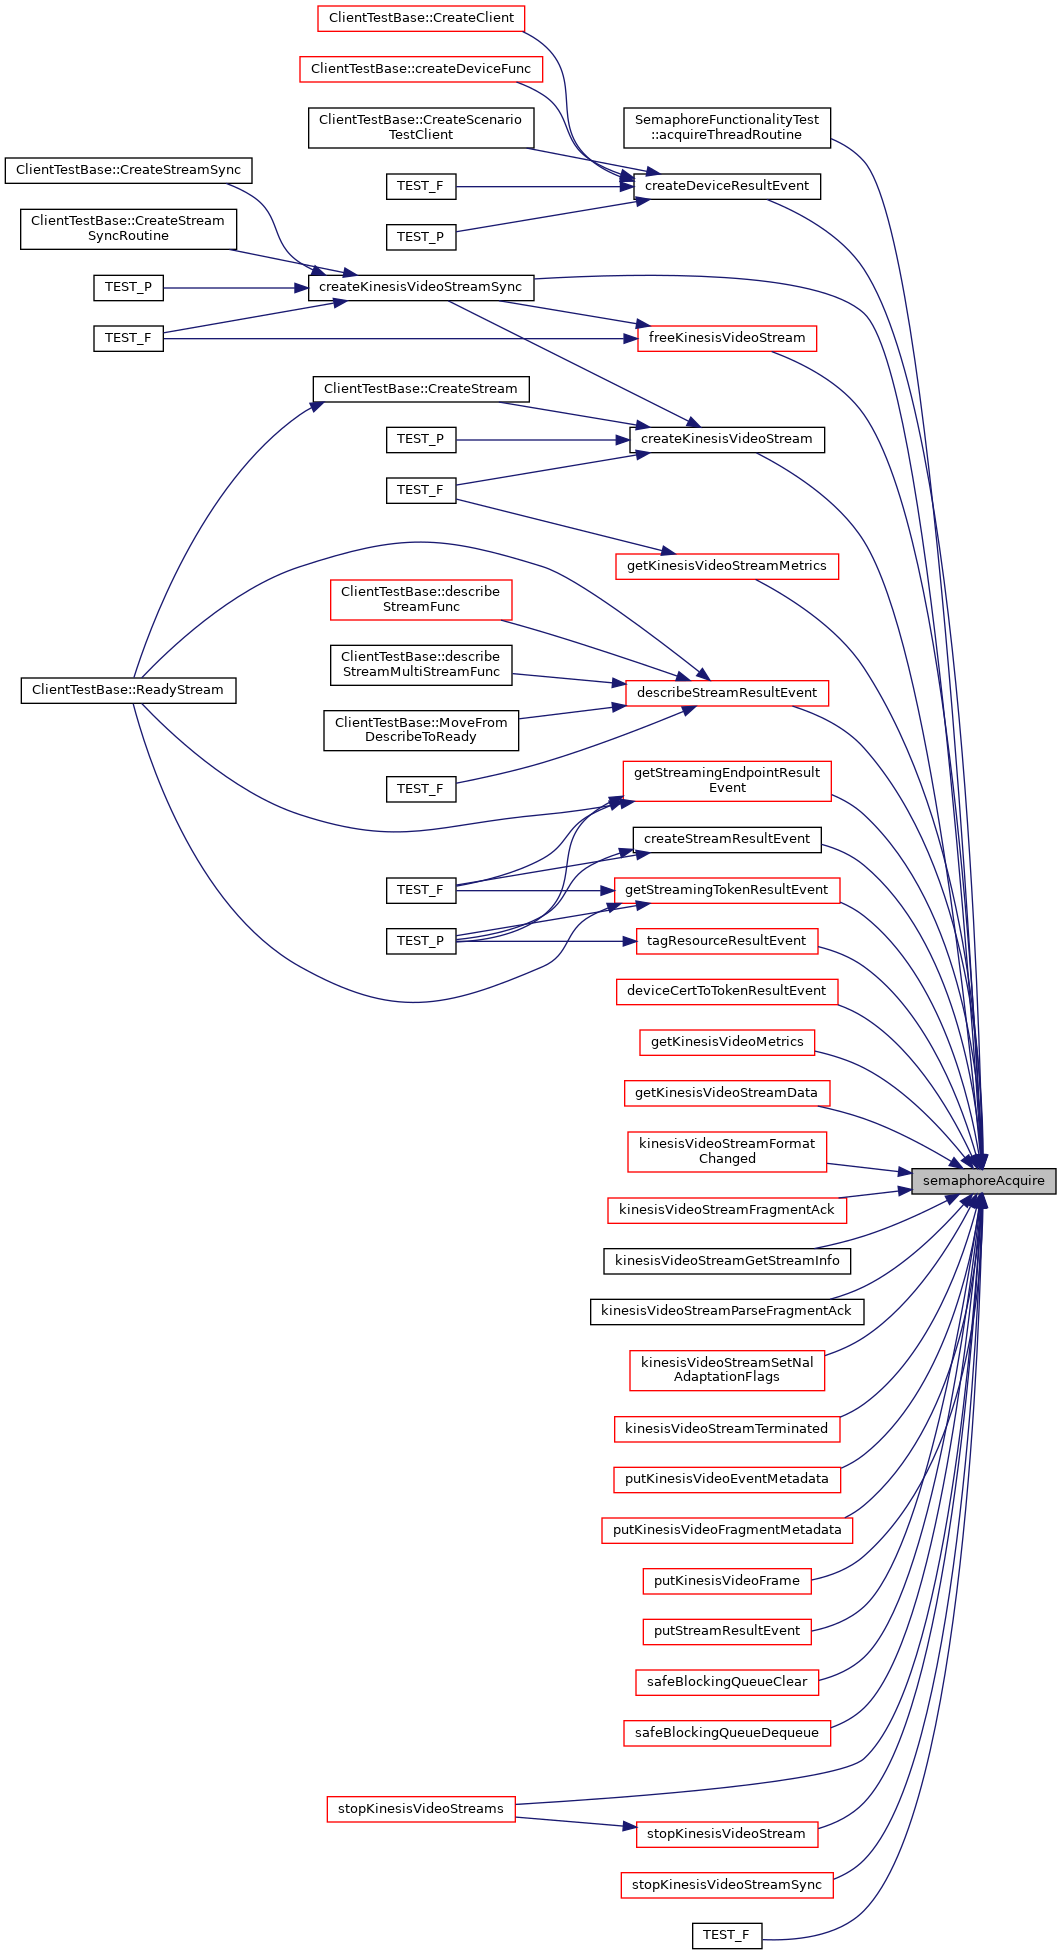 ClientTestBase::CreateClient
ClientTestBase::createDeviceFunc
ClientTestBase::CreateScenario
TestClient
SemaphoreFunctionalityTest
::acquireThreadRoutine
ClientTestBase::CreateStreamSync
TEST_F
createDeviceResultEvent
ClientTestBase::CreateStream
SyncRoutine
TEST_P
TEST_P
createKinesisVideoStreamSync
TEST_F
freeKinesisVideoStream
ClientTestBase::CreateStream
TEST_P
createKinesisVideoStream
TEST_F
getKinesisVideoStreamMetrics
ClientTestBase::describe
StreamFunc
ClientTestBase::describe
StreamMultiStreamFunc
ClientTestBase::ReadyStream
describeStreamResultEvent
ClientTestBase::MoveFrom
DescribeToReady
TEST_F
getStreamingEndpointResult
Event
createStreamResultEvent
TEST_F
getStreamingTokenResultEvent
TEST_P
tagResourceResultEvent
deviceCertToTokenResultEvent
getKinesisVideoMetrics
getKinesisVideoStreamData
kinesisVideoStreamFormat
Changed
semaphoreAcquire
kinesisVideoStreamFragmentAck
kinesisVideoStreamGetStreamInfo
kinesisVideoStreamParseFragmentAck
kinesisVideoStreamSetNal
AdaptationFlags
kinesisVideoStreamTerminated
putKinesisVideoEventMetadata
putKinesisVideoFragmentMetadata
putKinesisVideoFrame
putStreamResultEvent
safeBlockingQueueClear
safeBlockingQueueDequeue
stopKinesisVideoStreams
stopKinesisVideoStream
stopKinesisVideoStreamSync
TEST_F